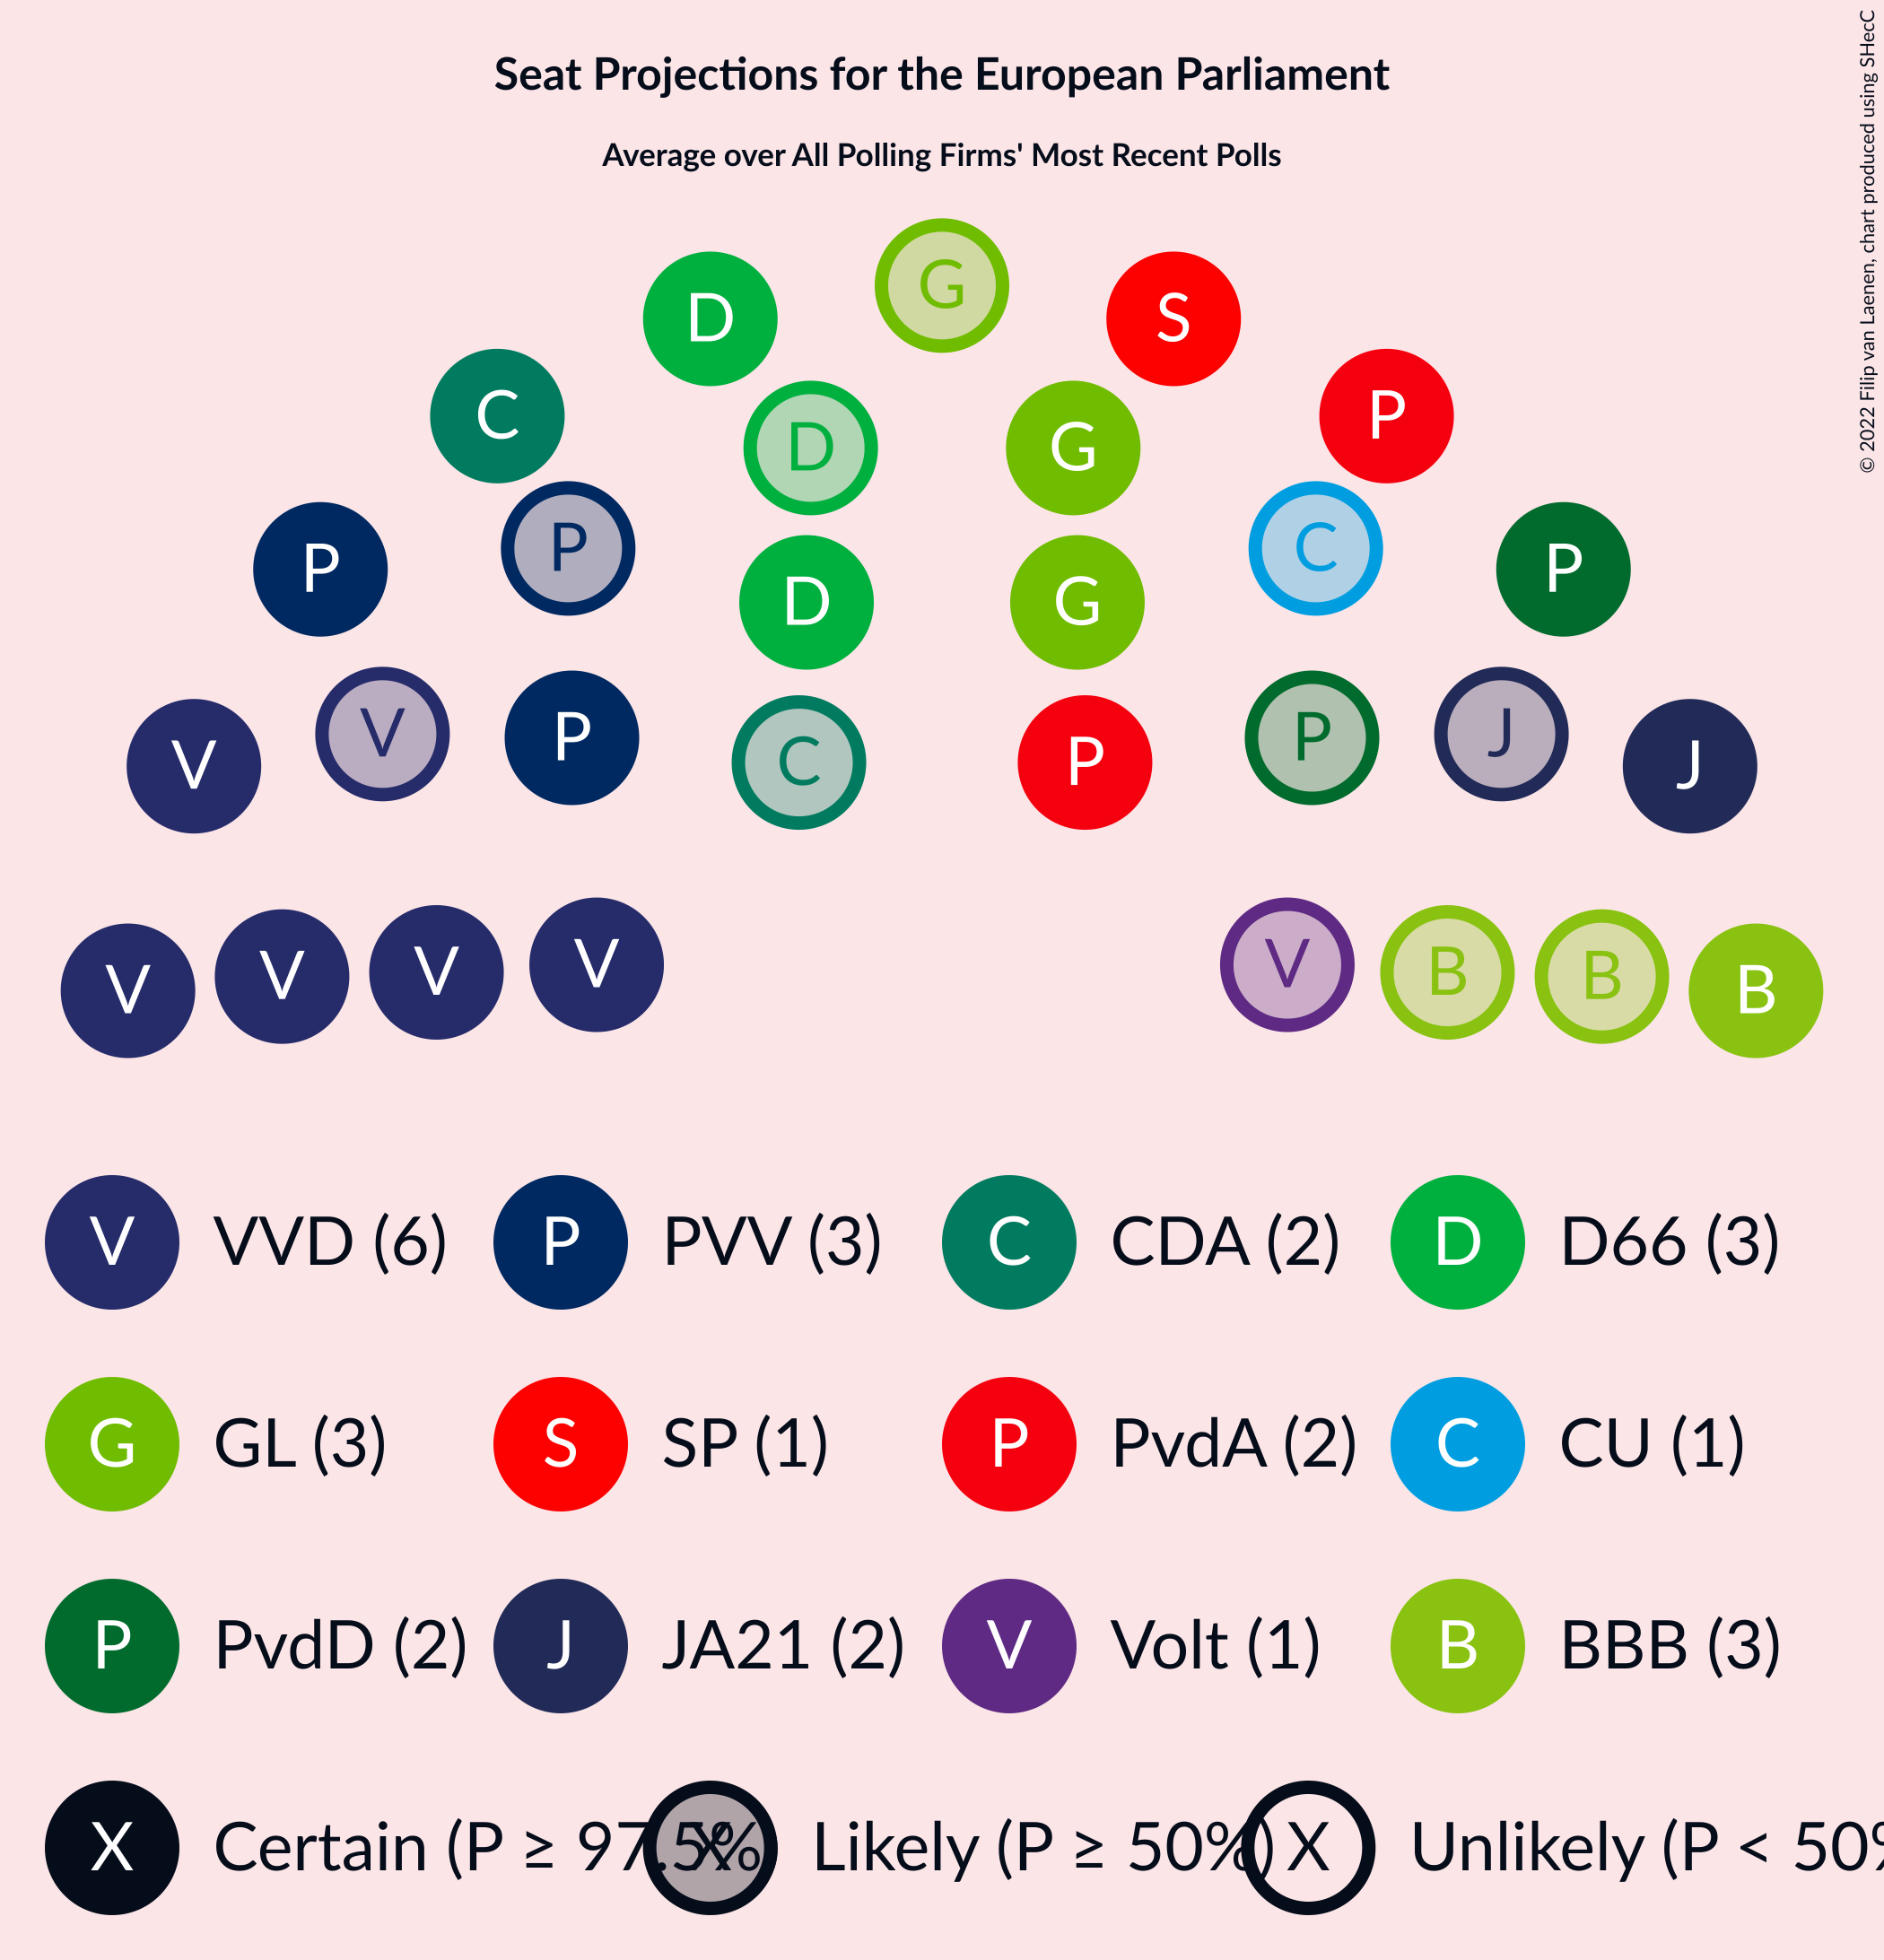 Seat Projections for the European Parliament
Average over All Polling Firms' Most Recent Polls
© 2022 Filip van Laenen, chart produced using SHecC
G
D S
C P
D G
P P C P
D G
V V P C P P J J
V V V V V B B B
V VVD (6) P PVV (3) C CDA (2) D D66 (3)
G GL (3) S SP (1) P PvdA (2) C CU (1)
P PvdD (2) J JA21 (2) V Volt (1) B BBB (3)
X Certain (P ≥ 97.5% X Likely (P ≥ 50%) X Unlikely (P < 50%